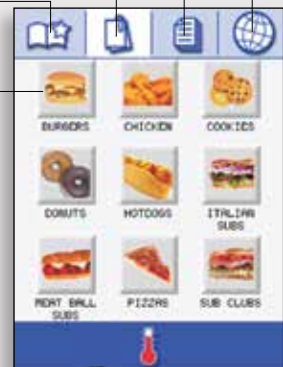 BURGERS CHICKEN COOKIES
DONUTS HOTDOGS ITALIAN
SUBS
MEAT BALL PIZZAS SUB CLUBS
SUBS